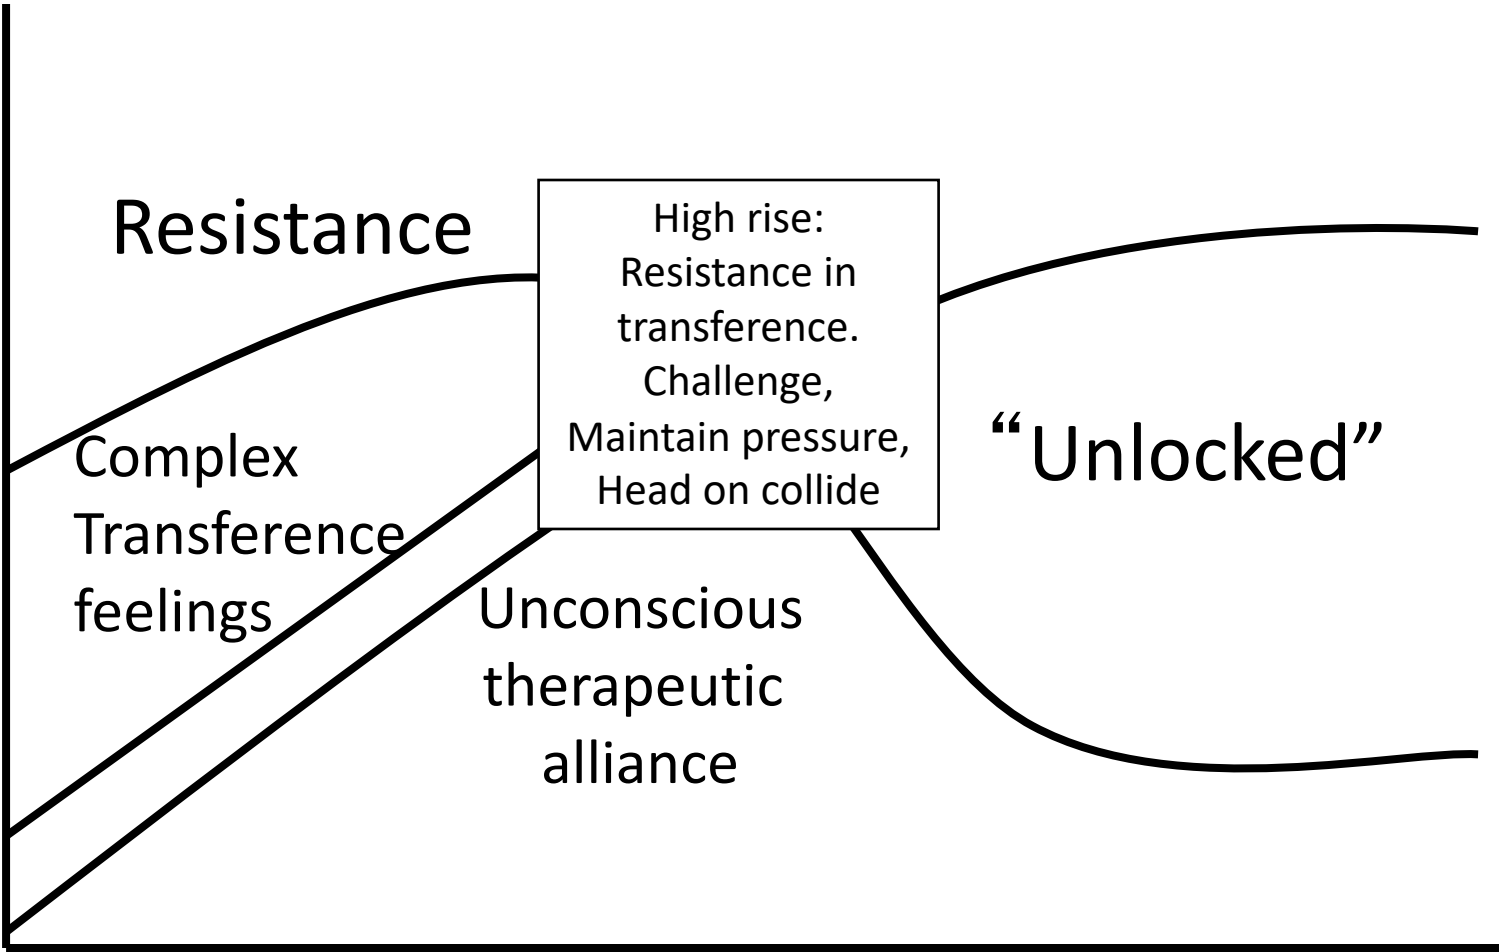 Resistance
High rise:
Resistance in
transference.
Challenge,
Maintain pressure,
Head on collide
Complex
Transference
feelings
“Unlocked”
Unconscious
therapeutic
alliance